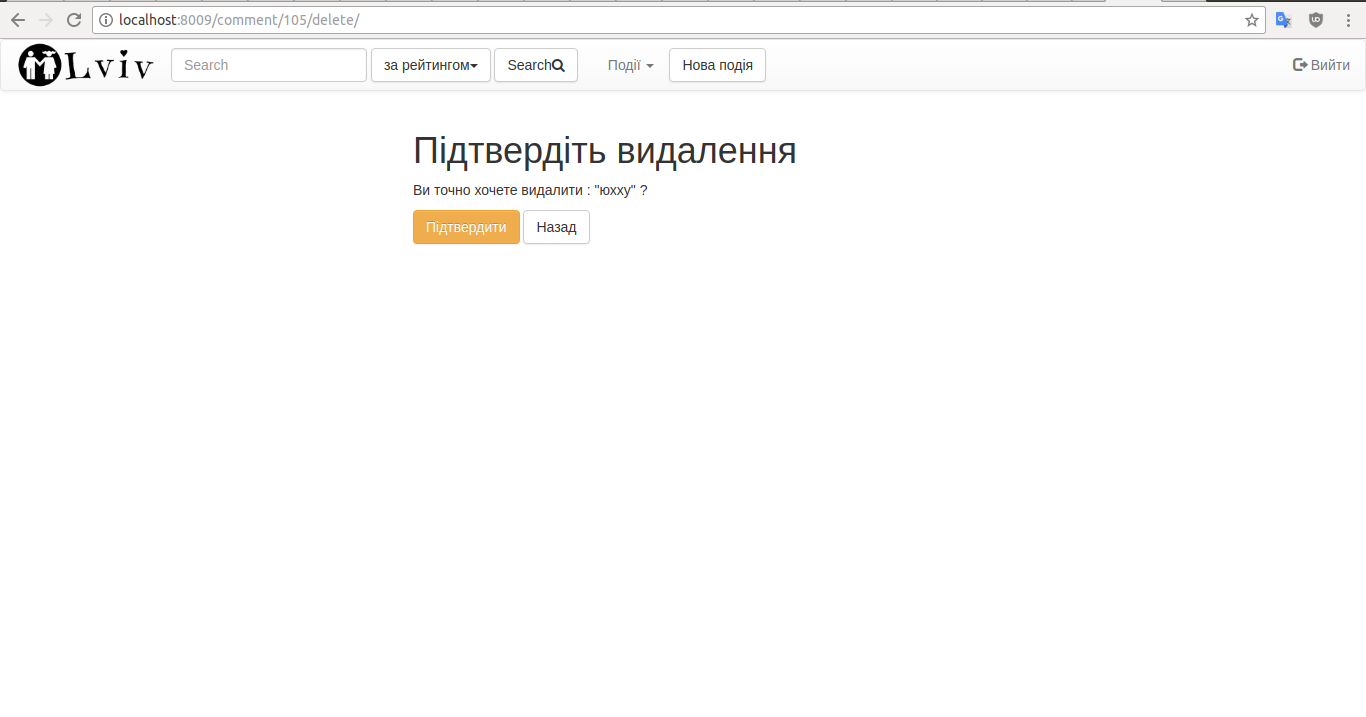 localhost:8009/comment/105/delete/
Lviv
Search
за рейтингом
Search
Події
Нова подія
Вийти
Підтвердіть видалення
Ви точно хочете видалити : "юхху" ?
Підтвердити
Назад